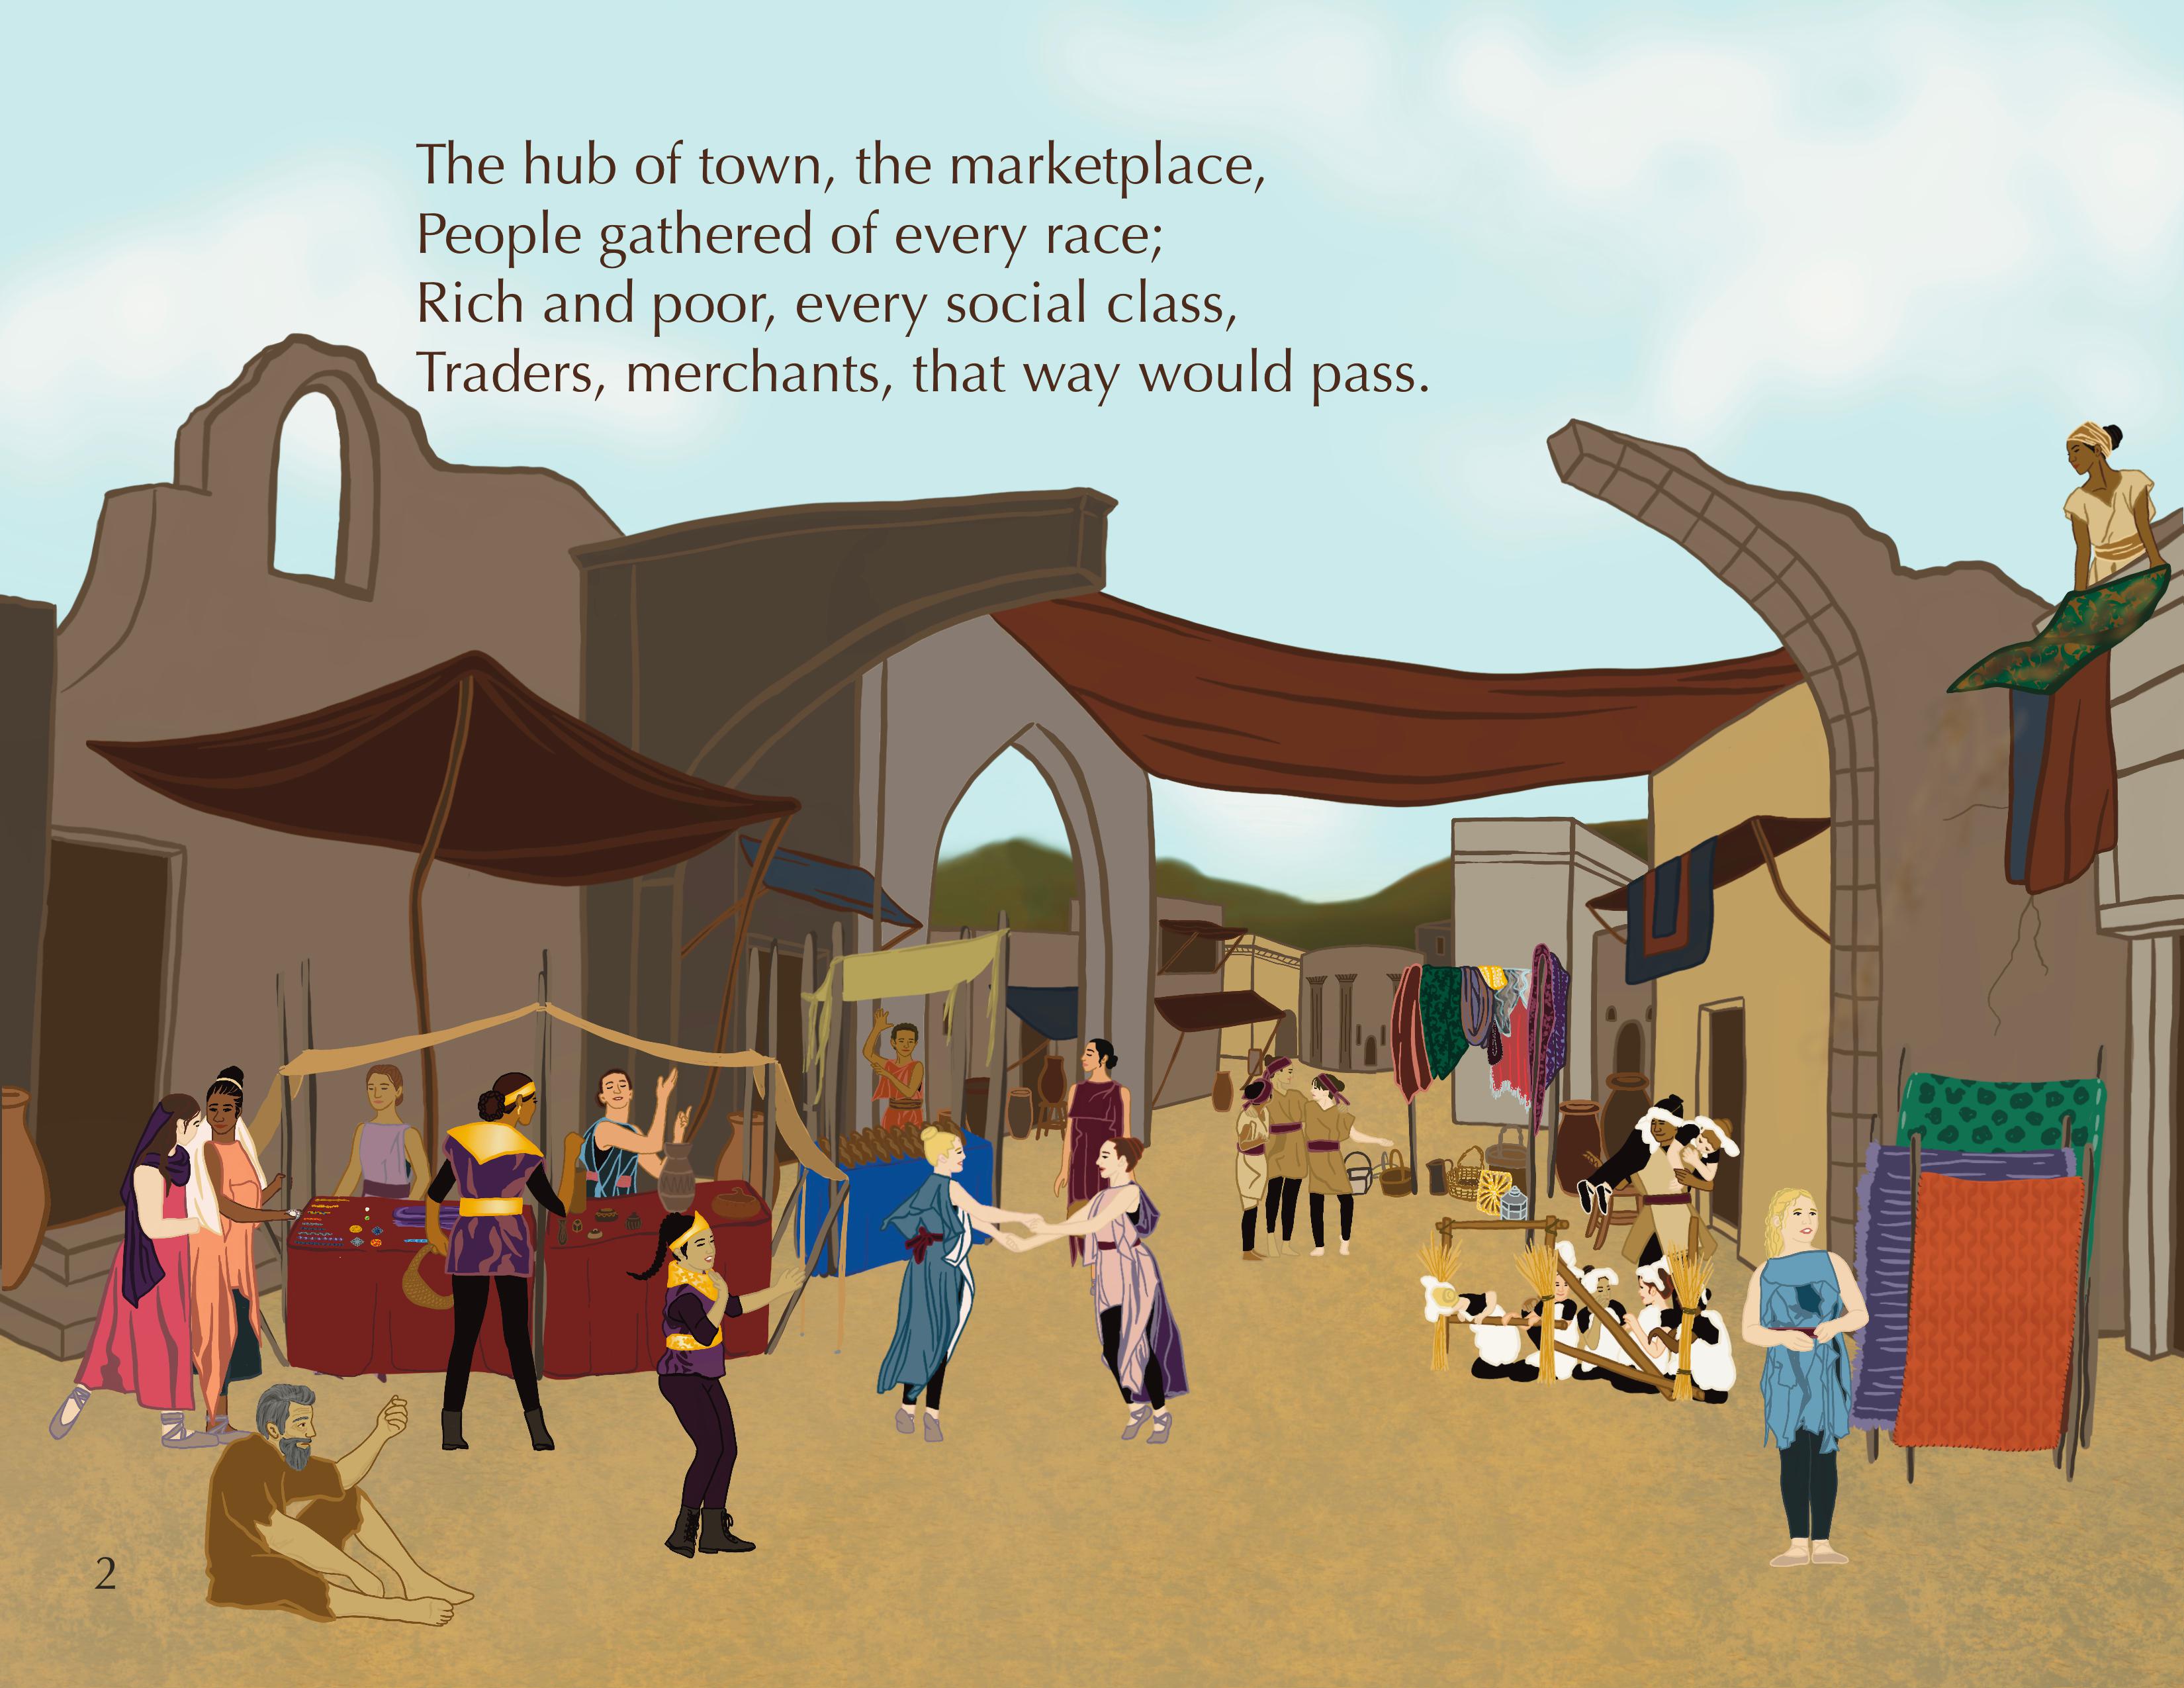 The hub of town, the marketplace,
People gathered of every race;
Rich and poor, every social class,
Traders, merchants, that way would pass.
2